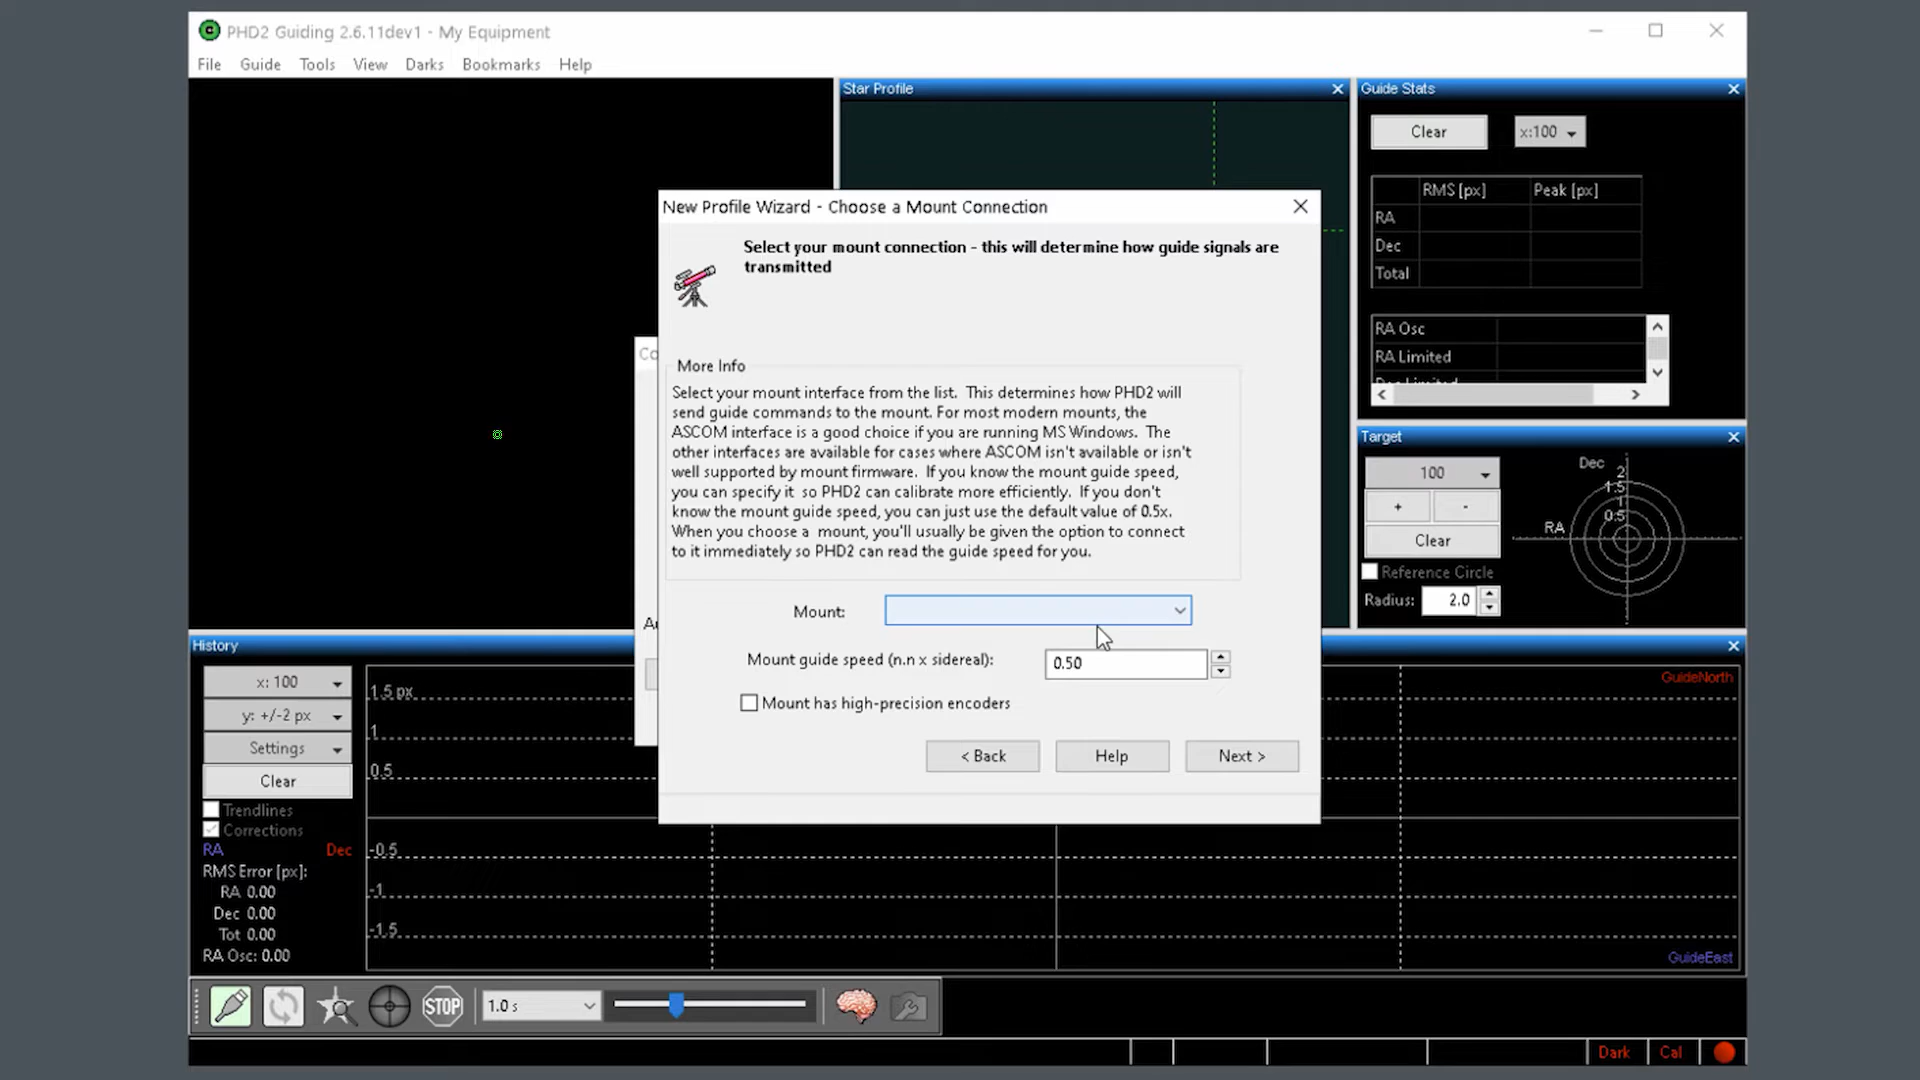 PHD2 Guiding 2.6.11dev1 - My Equipment
File Guide Tools View Darks Bookmarks Help
Star Profile
Guide Stats
Clear x:100
RMS [px] Peak [px]
RA
Dec
Total
RA Osc
RA Limited
Dec Limited
New Profile Wizard - Choose a Mount Connection
Select your mount connection - this will determine how guide signals are
transmitted
More Info
Select your mount interface from the list. This determines how PHD2 will
send guide commands to the mount. For most modern mounts, the
ASCOM interface is a good choice if you are running MS Windows. The
other interfaces are available for cases where ASCOM isn't available or isn't
well supported by mount firmware. If you know the mount guide speed,
you can specify it so PHD2 can calibrate more efficiently. If you don't
know the mount guide speed, you can just use the default value of 0.5x.
When you choose a mount, you'll usually be given the option to connect
to it immediately so PHD2 can read the guide speed for you.
Mount:
Mount guide speed (n.n x sidereal): 0.50
Mount has high-precision encoders
< Back Help Next >
Co
Target
100
+ -
Clear
Reference Circle
Radius: 2.0
Dec
2
1.5
1
0.5
RA
History
x: 100
y: +/-2 px
Settings
Clear
Trendlines
Corrections
RA Dec
RMS Error [px]:
RA 0.00
Dec 0.00
Tot 0.00
RA Osc: 0.00
1.5 px
1
0.5
-0.5
-1
-1.5
GuideNorth
GuideEast
STOP
1.0 s
Dark Cal